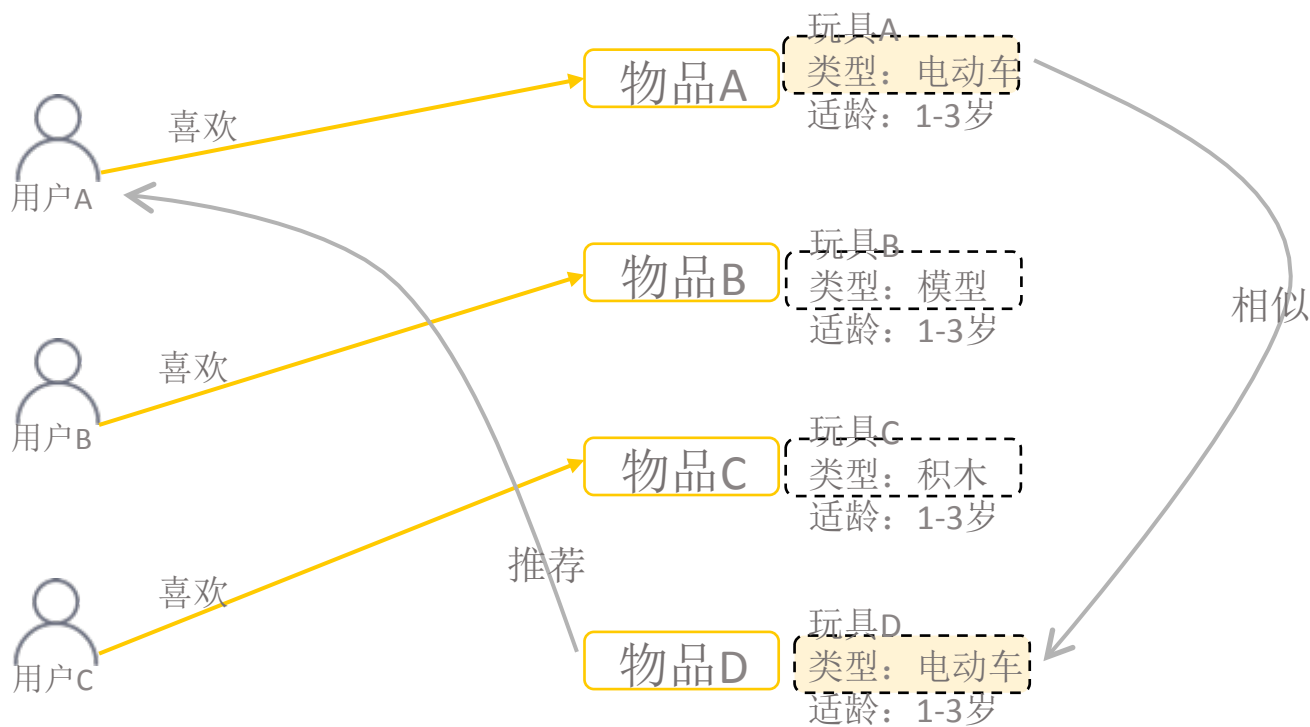 玩具A
物品A
类型：电动车
适龄：1-3岁
喜欢
用户A
玩具B
物品B
类型：模型
适龄：1-3岁
相似
喜欢
用户B
玩具C
物品C
类型：积木
适龄：1-3岁
推荐
喜欢
用户C
玩具D
物品D
类型：电动车
适龄：1-3岁